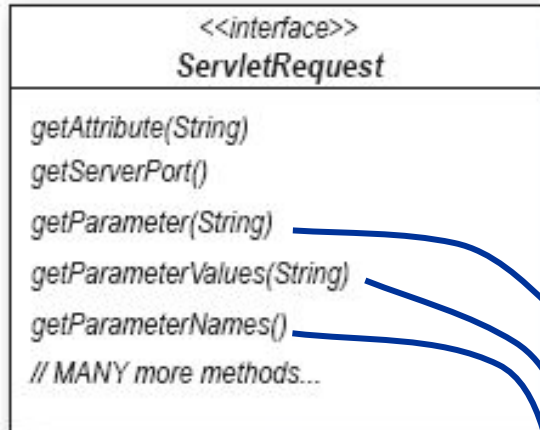 <<interface>>
ServletRequest
getAttribute(String)
getServerPort()
getParameter(String)
getParameterValues(String)
getParameterNames()
// MANY more methods...